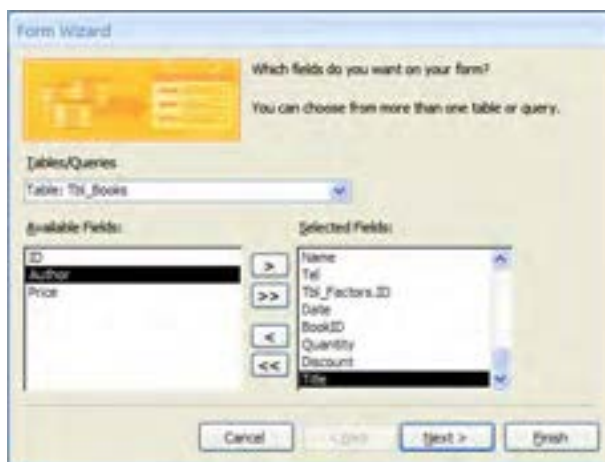 Form Wizard
Which fields do you want on your form?
You can choose from more than one table or query.
Tables/Queries
Table: Tbl_Books
Available Fields:
ID
Author
Price
>
>>
<
<<
Selected Fields:
Name
Tel
Tbl_Factors.ID
Date
BookID
Quantity
Discount
Title
Cancel
< Back
Next >
Finish